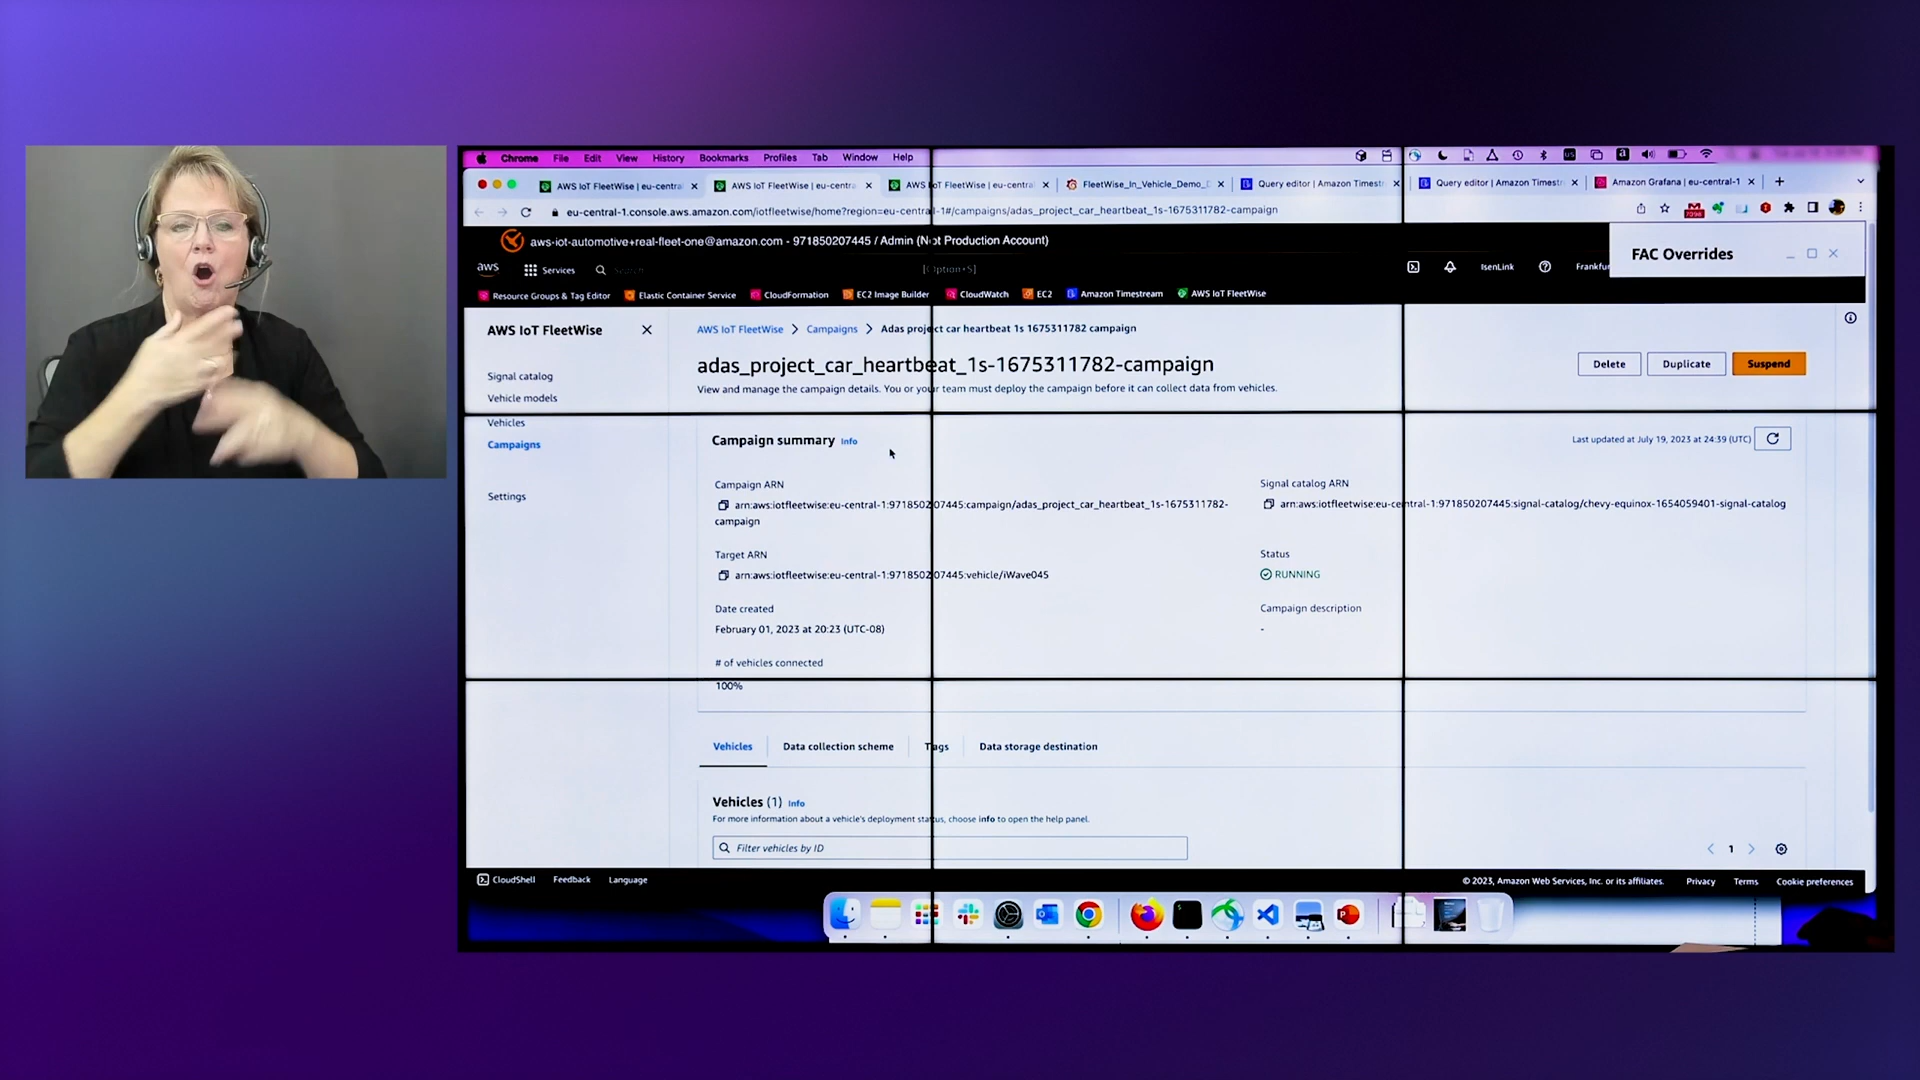 Chrome File Edit View History Bookmarks Profiles Tab Window Help
AWS IoT FleetWise | eu-centra AWS IoT FleetWise | eu-centra AWS IoT FleetWise | eu-centra FleetWise_In_Vehicle_Demo_ Query editor | Amazon Timestr Query editor | Amazon Timestr Amazon Grafana | eu-central-1
eu-central-1.console.aws.amazon.com/iotfleetwise/home?region=eu-central-1#/campaigns/adas_project_car_heartbeat_1s-1675311782-campaign
aws-iot-automotive+real-fleet-one@amazon.com - 971850207445 / Admin (Not Production Account)
FAC Overrides
aws Services Search [Option+S] IsenLink Frankfu
Resource Groups & Tag Editor Elastic Container Service CloudFormation EC2 Image Builder CloudWatch EC2 Amazon Timestream AWS IoT FleetWise
AWS IoT FleetWise
Signal catalog
Vehicle models
Vehicles
Campaigns
Settings
AWS IoT FleetWise > Campaigns > Adas project car heartbeat 1s 1675311782 campaign
adas_project_car_heartbeat_1s-1675311782-campaign
Delete Duplicate Suspend
View and manage the campaign details. You or your team must deploy the campaign before it can collect data from vehicles.
Campaign summary Info
Last updated at July 19, 2023 at 24:39 (UTC)
Campaign ARN
arn:aws:iotfleetwise:eu-central-1:971850207445:campaign/adas_project_car_heartbeat_1s-1675311782-
campaign
Signal catalog ARN
arn:aws:iotfleetwise:eu-central-1:971850207445:signal-catalog/chevy-equinox-1654059401-signal-catalog
Target ARN
arn:aws:iotfleetwise:eu-central-1:971850207445:vehicle/iWave045
Status
RUNNING
Date created
February 01, 2023 at 20:23 (UTC-08)
Campaign description
-
# of vehicles connected
100%
Vehicles Data collection scheme Tags Data storage destination
Vehicles (1) Info
For more information about a vehicle's deployment status, choose info to open the help panel.
Filter vehicles by ID
1
CloudShell Feedback Language
© 2023, Amazon Web Services, Inc. or its affiliates. Privacy Terms Cookie preferences